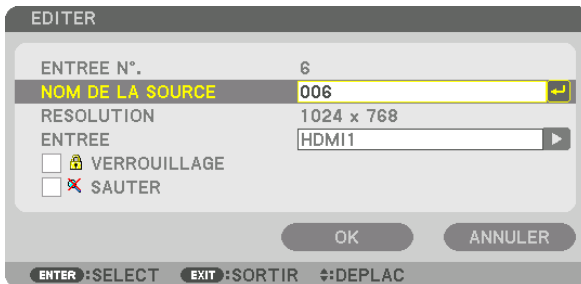 EDITER
ENTREE N°. 6
NOM DE LA SOURCE 006
RESOLUTION 1024 x 768
ENTREE HDMI1
VERROUILLAGE
SAUTER
OK ANNULER
ENTER :SELECT EXIT :SORTIR :DEPLAC